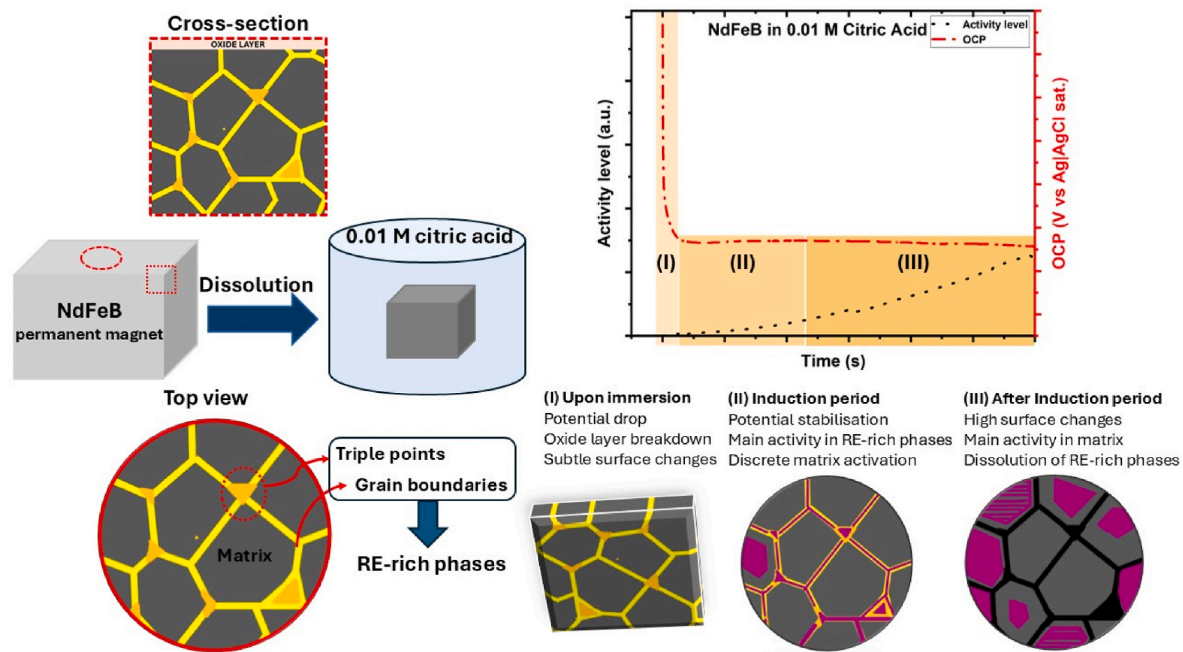 Cross-section
OXIDE LAYER
NdFeB
permanent magnet
Dissolution
0.01 M citric acid
Top view
Matrix
Triple points
Grain boundaries
RE-rich phases
NdFeB in 0.01 M Citric Acid
Activity level
OCP
Activity level (a.u.)
OCP (V vs Ag|AgCl sat.)
(I)
(II)
(III)
Time (s)
(I) Upon immersion
Potential drop
Oxide layer breakdown
Subtle surface changes
(II) Induction period
Potential stabilisation
Main activity in RE-rich phases
Discrete matrix activation
(III) After Induction period
High surface changes
Main activity in matrix
Dissolution of RE-rich phases